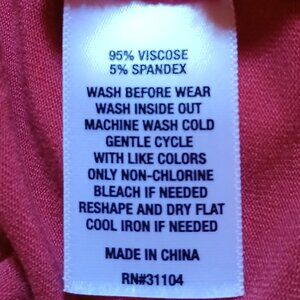 95% VISCOSE
5% SPANDEX
WASH BEFORE WEAR
WASH INSIDE OUT
MACHINE WASH COLD
GENTLE CYCLE
WITH LIKE COLORS
ONLY NON-CHLORINE
BLEACH IF NEEDED
RESHAPE AND DRY FLAT
COOL IRON IF NEEDED
MADE IN CHINA
RN#31104